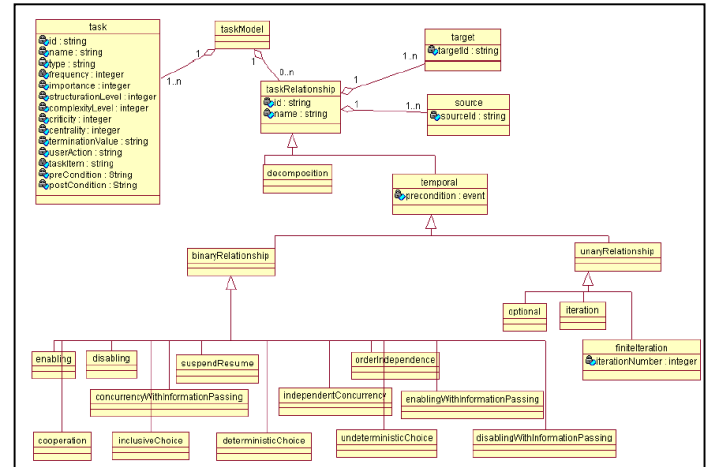 task
id : string
name : string
type : string
frequency : integer
importance : integer
structurationLevel : integer
complexityLevel : integer
criticity : integer
centrality : integer
terminationValue : string
userAction : string
taskItem : string
preCondition : String
postCondition : String
taskModel
1
1
1..n
0..n
taskRelationship
id : string
name : string
1
1
1..n
1..n
target
targetId : string
source
sourceId : string
decomposition
temporal
precondition : event
binaryRelationship
unaryRelationship
optional
iteration
finiteIteration
iterationNumber : integer
enabling
disabling
suspendResume
orderIndependence
concurrencyWithInformationPassing
independentConcurrency
enablingWithInformationPassing
cooperation
inclusiveChoice
deterministicChoice
undeterministicChoice
disablingWithInformationPassing